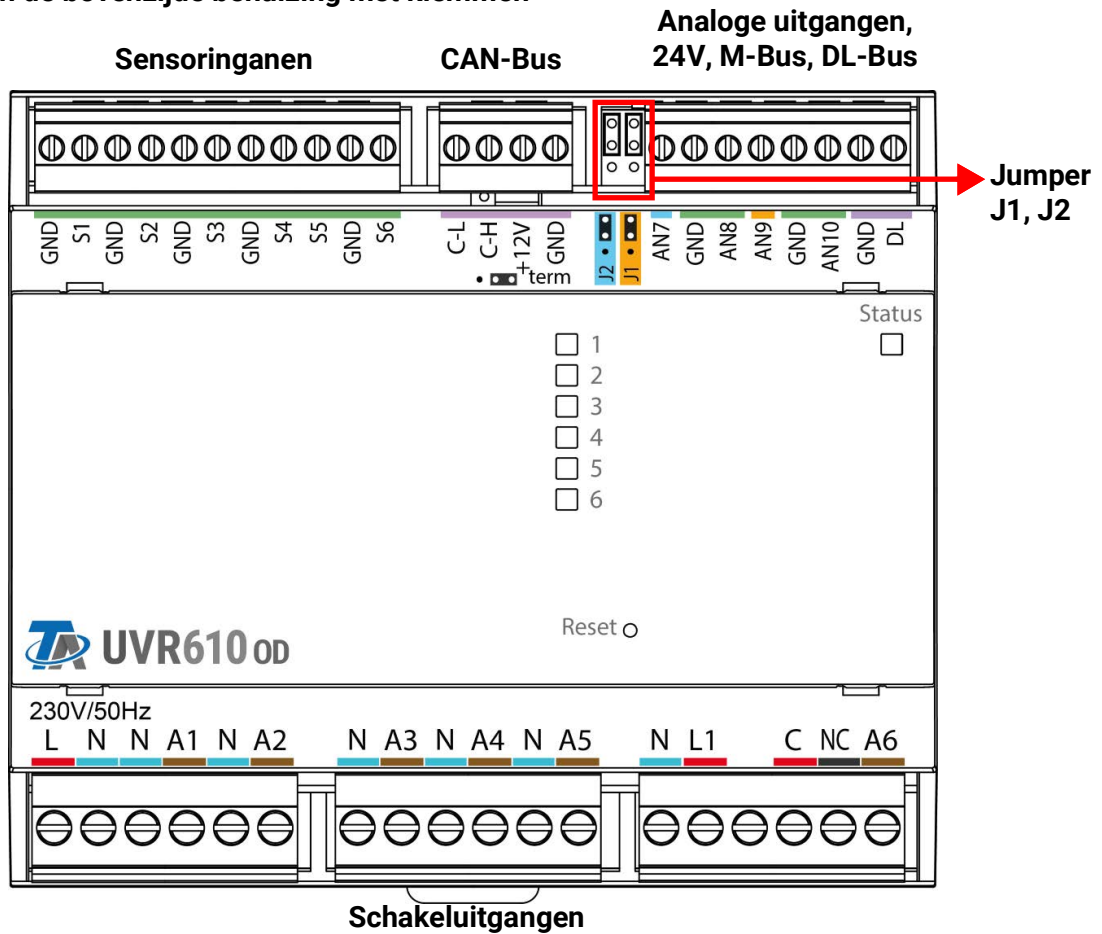 Analoge uitgangen,
24V, M-Bus, DL-Bus
Sensoringanen
CAN-Bus
Jumper
J1, J2
GND S1 GND S2 GND S3 GND S4 S5 GND S6
C-L C-H +12V GND
term
J2 J1
AN7 GND AN8 AN9 GND AN10 GND DL
Status
1
2
3
4
5
6
Reset
TA UVR610 OD
230V/50Hz
L N N A1 N A2 N A3 N A4 N A5 N L1 C NC A6
Schakeluitgangen